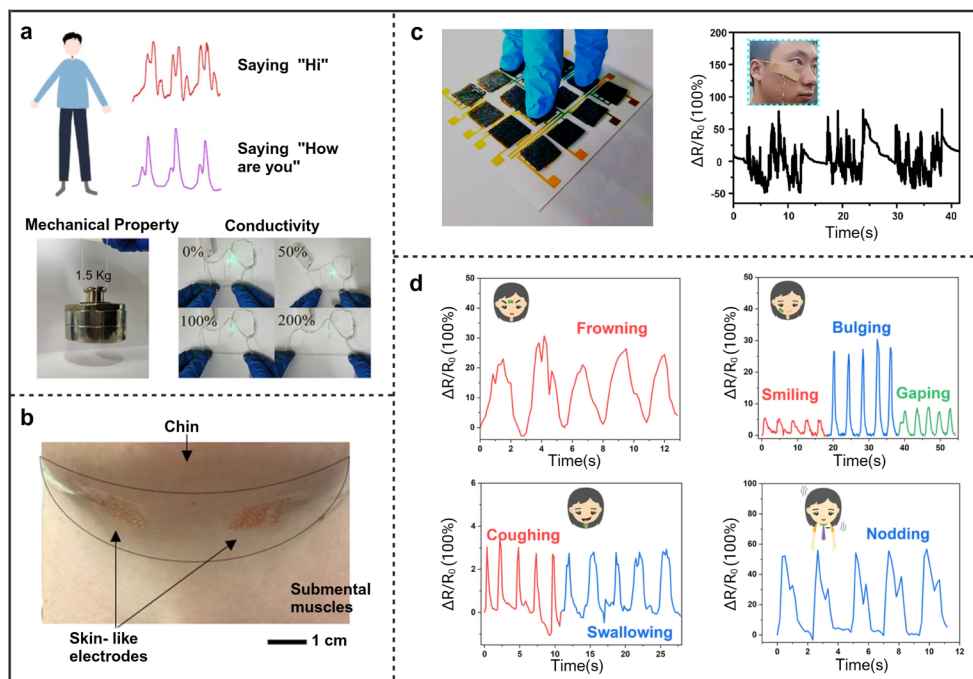 a
Saying "Hi"
Saying "How
are you"
Mechanical Property
Conductivity
1.5 Kg
0%
50%
100%
200%
b
Chin
Submental
muscles
Skin- like
electrodes
1 cm
c
ΔR/R₀ (100%)
200
150
100
50
0
-50
0
10
20
30
40
Time(s)
d
ΔR/R₀ (100%)
50
40
30
20
10
0
Frowning
0
2
4
6
8
10
12
Time(s)
ΔR/R₀ (100%)
50
40
30
20
10
0
Bulging
Smiling
Gaping
0
10
20
30
40
50
Time(s)
ΔR/R₀ (100%)
6
4
2
0
Coughing
Swallowing
0
5
10
15
20
25
Time(s)
ΔR/R₀ (100%)
100
80
60
40
20
0
Nodding
0
2
4
6
8
10
12
Time(s)